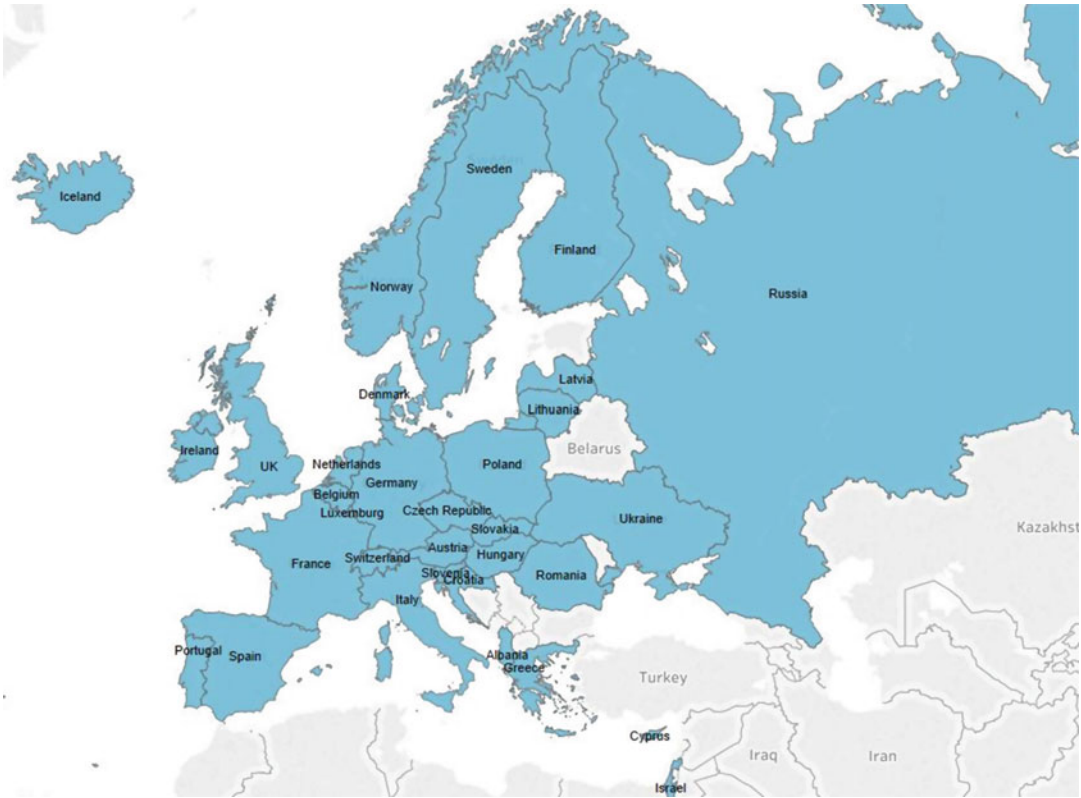 Sweden
Iceland
Finland
Norway
Russia
Latvia
Denmark
Lithuania
Ireland
Belarus
UK
Netherlands
Poland
Germany
Belgium
Czech Republic
Luxemburg
Ukraine
Slovakia
Kazakhst
Austria
Switzerland
Hungary
France
Slovenia
Romania
Croatia
Italy
Portugal
Spain
Albania
Greece
Turkey
Cyprus
Iraq
Iran
Israel